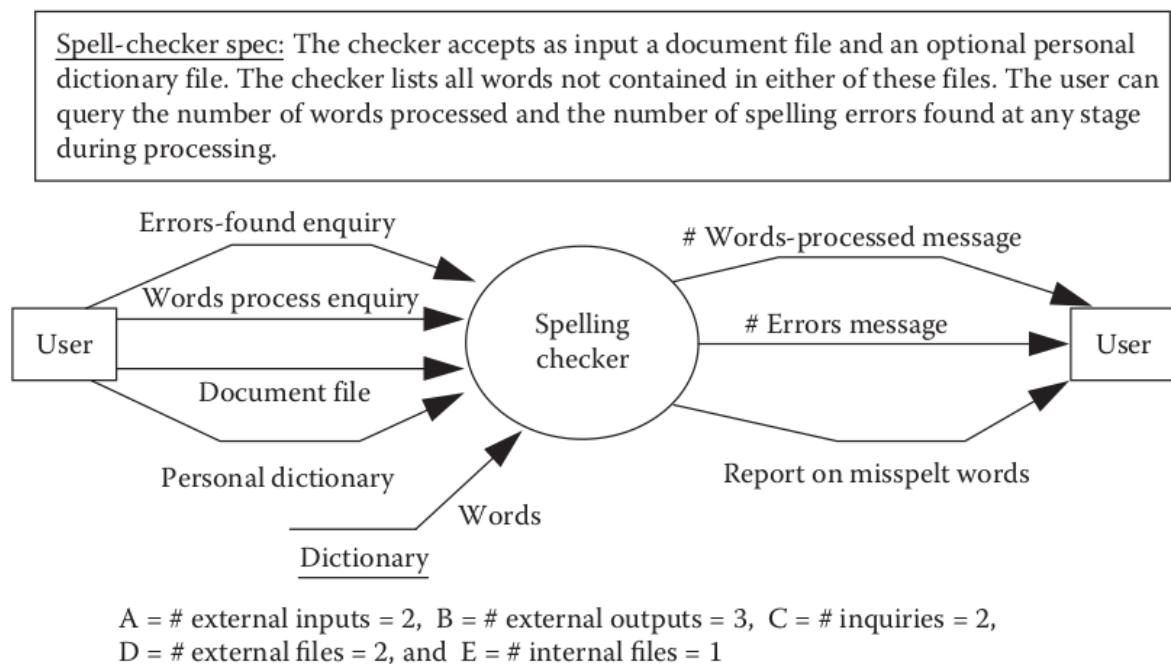 Spell-checker spec: The checker accepts as input a document file and an optional personal
dictionary file. The checker lists all words not contained in either of these files. The user can
query the number of words processed and the number of spelling errors found at any stage
during processing.
Errors-found enquiry
# Words-processed message
Words process enquiry
User
Spelling
checker
# Errors message
User
Document file
Personal dictionary
Report on misspelt words
Words
Dictionary
A = # external inputs = 2, B = # external outputs = 3, C = # inquiries = 2,
D = # external files = 2, and E = # internal files = 1